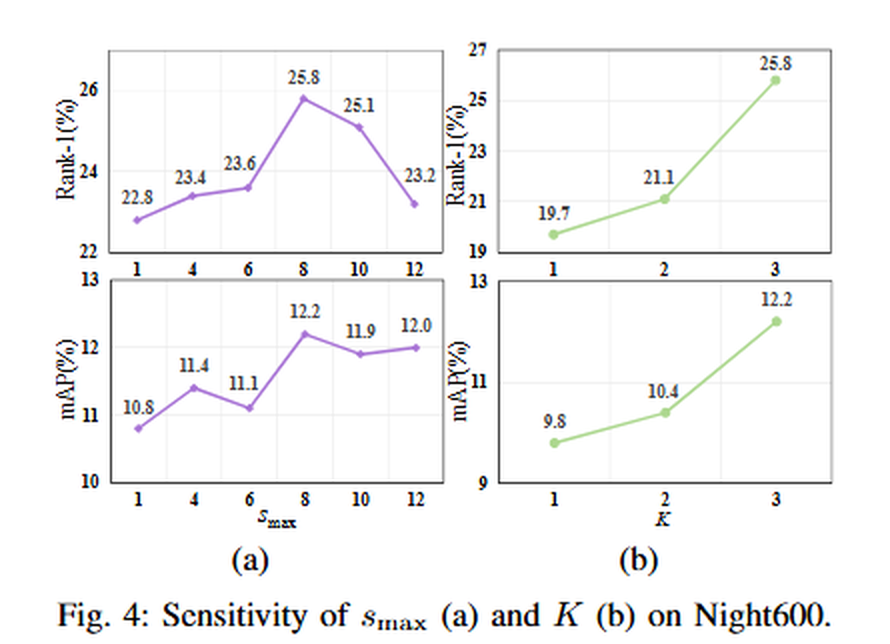 Rank-1(%)
26
24
22
22.8
23.4
23.6
25.8
25.1
23.2
1 4 6 8 10 12
Rank-1(%)
27
25
23
21
19
19.7
21.1
25.8
1 2 3
mAP(%)
13
12
11
10
10.8
11.4
11.1
12.2
11.9
12.0
1 4 6 8 10 12
s_max
mAP(%)
13
11
9
9.8
10.4
12.2
1 2 3
K
(a) (b)
Fig. 4: Sensitivity of s_max (a) and K (b) on Night600.